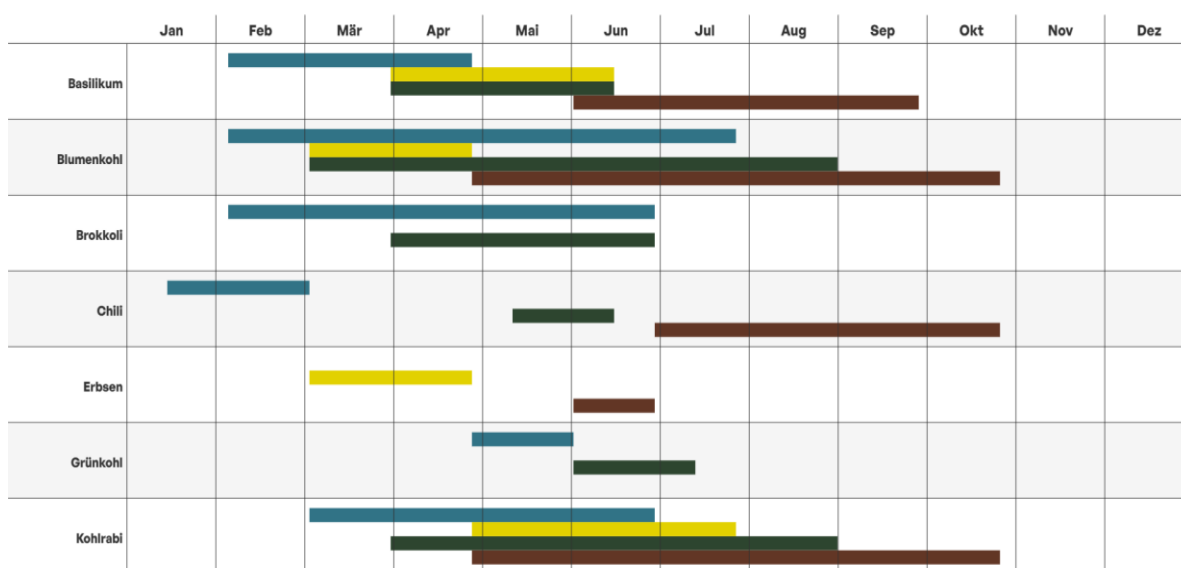 Jan Feb Mär Apr Mai Jun Jul Aug Sep Okt Nov Dez
Basilikum
Blumenkohl
Brokkoli
Chili
Erbsen
Grünkohl
Kohlrabi